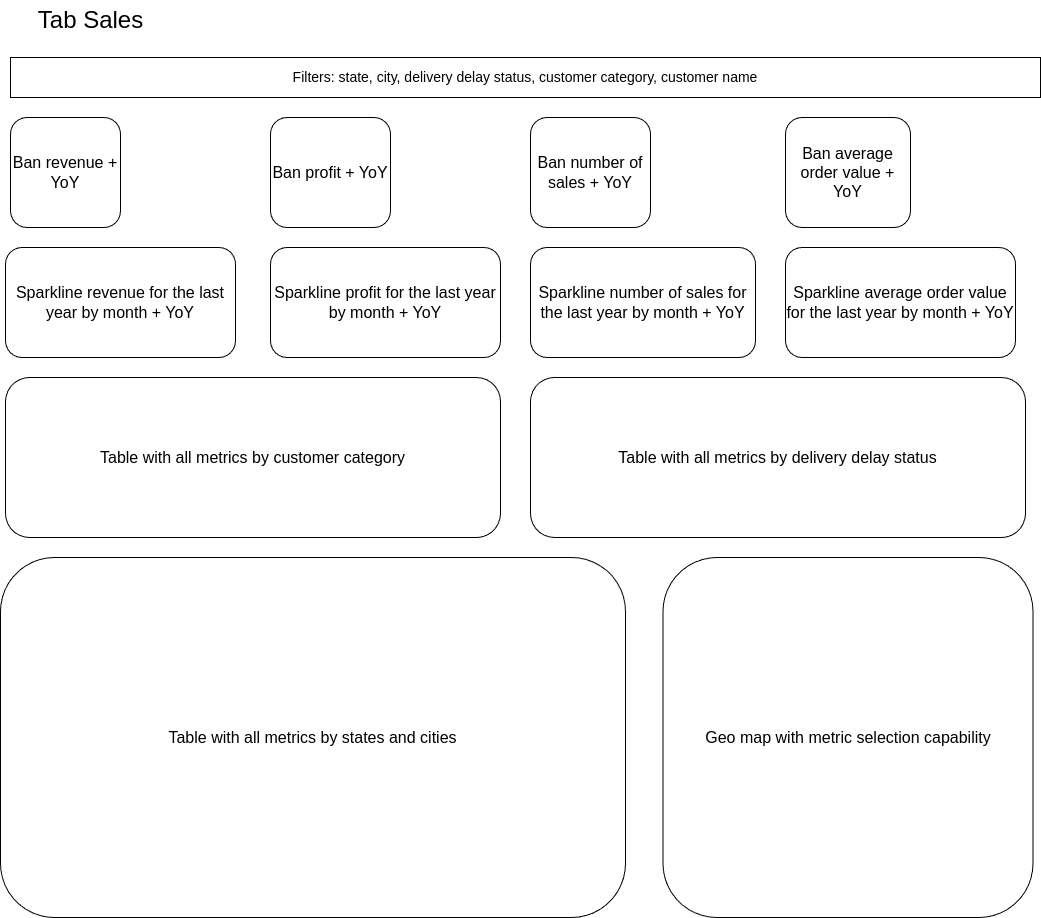 Tab Sales
Filters: state, city, delivery delay status, customer category, customer name
Ban revenue +
YoY
Ban profit + YoY
Ban number of
sales + YoY
Ban average
order value +
YoY
Sparkline revenue for the last
year by month + YoY
Sparkline profit for the last year
by month + YoY
Sparkline number of sales for
the last year by month + YoY
Sparkline average order value
for the last year by month + YoY
Table with all metrics by customer category
Table with all metrics by delivery delay status
Table with all metrics by states and cities
Geo map with metric selection capability